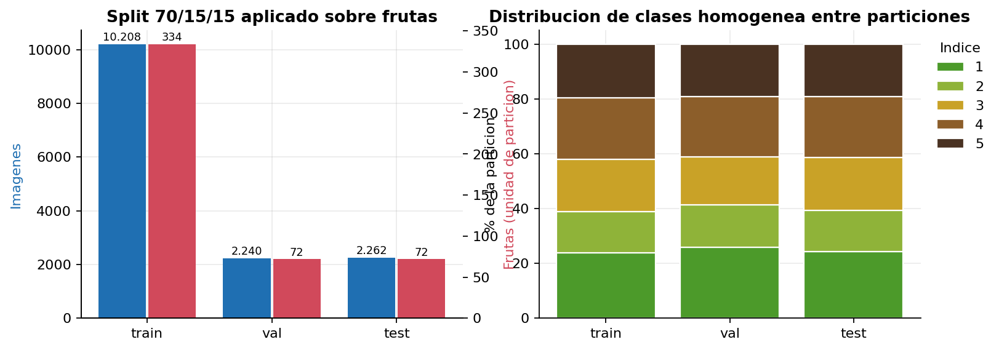 Split 70/15/15 aplicado sobre frutas
Imagenes
10000
8000
6000
4000
2000
0
10.208
334
2.240
72
2.262
72
train
val
test
350
300
250
200
150
100
50
0
Frutas (unidad de particion)
Distribucion de clases homogenea entre particiones
% de la particion
100
80
60
40
20
0
train
val
test
Indice
1
2
3
4
5